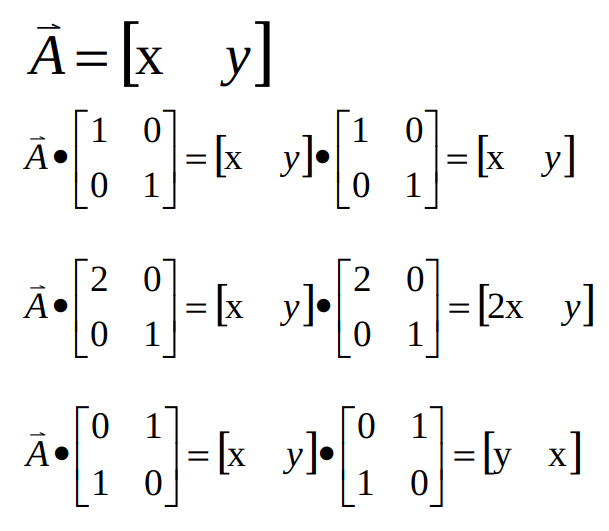 A⃗ = [x y]
A⃗ • [1 0; 0 1] = [x y] • [1 0; 0 1] = [x y]
A⃗ • [2 0; 0 1] = [x y] • [2 0; 0 1] = [2x y]
A⃗ • [0 1; 1 0] = [x y] • [0 1; 1 0] = [y x]